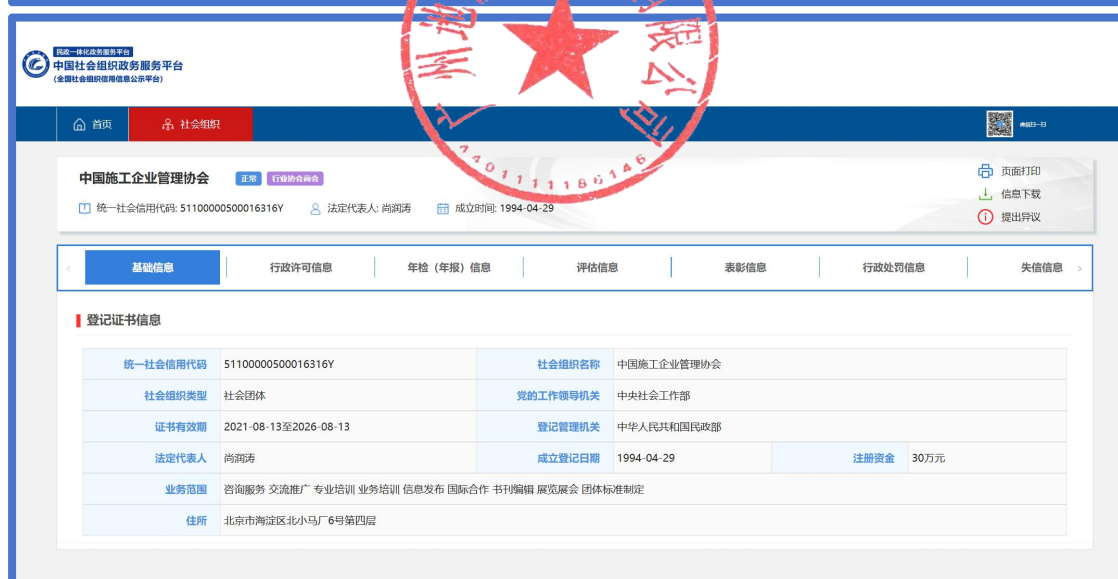 民政一体化政务服务平台
中国社会组织政务服务平台
(全国社会组织信用信息公示平台)
首页 社会组织
州 有限公司
4401111186146
中国施工企业管理协会 正常 行业协会商会
统一社会信用代码: 51100000500016316Y 法定代表人: 尚润涛 成立时间: 1994-04-29
页面打印
信息下载
提出异议
基础信息 行政许可信息 年检（年报）信息 评估信息 表彰信息 行政处罚信息 失信信息
登记证书信息
统一社会信用代码 51100000500016316Y 社会组织名称 中国施工企业管理协会
社会组织类型 社会团体 党的工作领导机关 中央社会工作部
证书有效期 2021-08-13至2026-08-13 登记管理机关 中华人民共和国民政部
法定代表人 尚润涛 成立登记日期 1994-04-29 注册资金 30万元
业务范围 咨询服务 交流推广 专业培训 业务培训 信息发布 国际合作 书刊编辑 展览展会 团体标准制定
住所 北京市海淀区北小马厂6号第四层